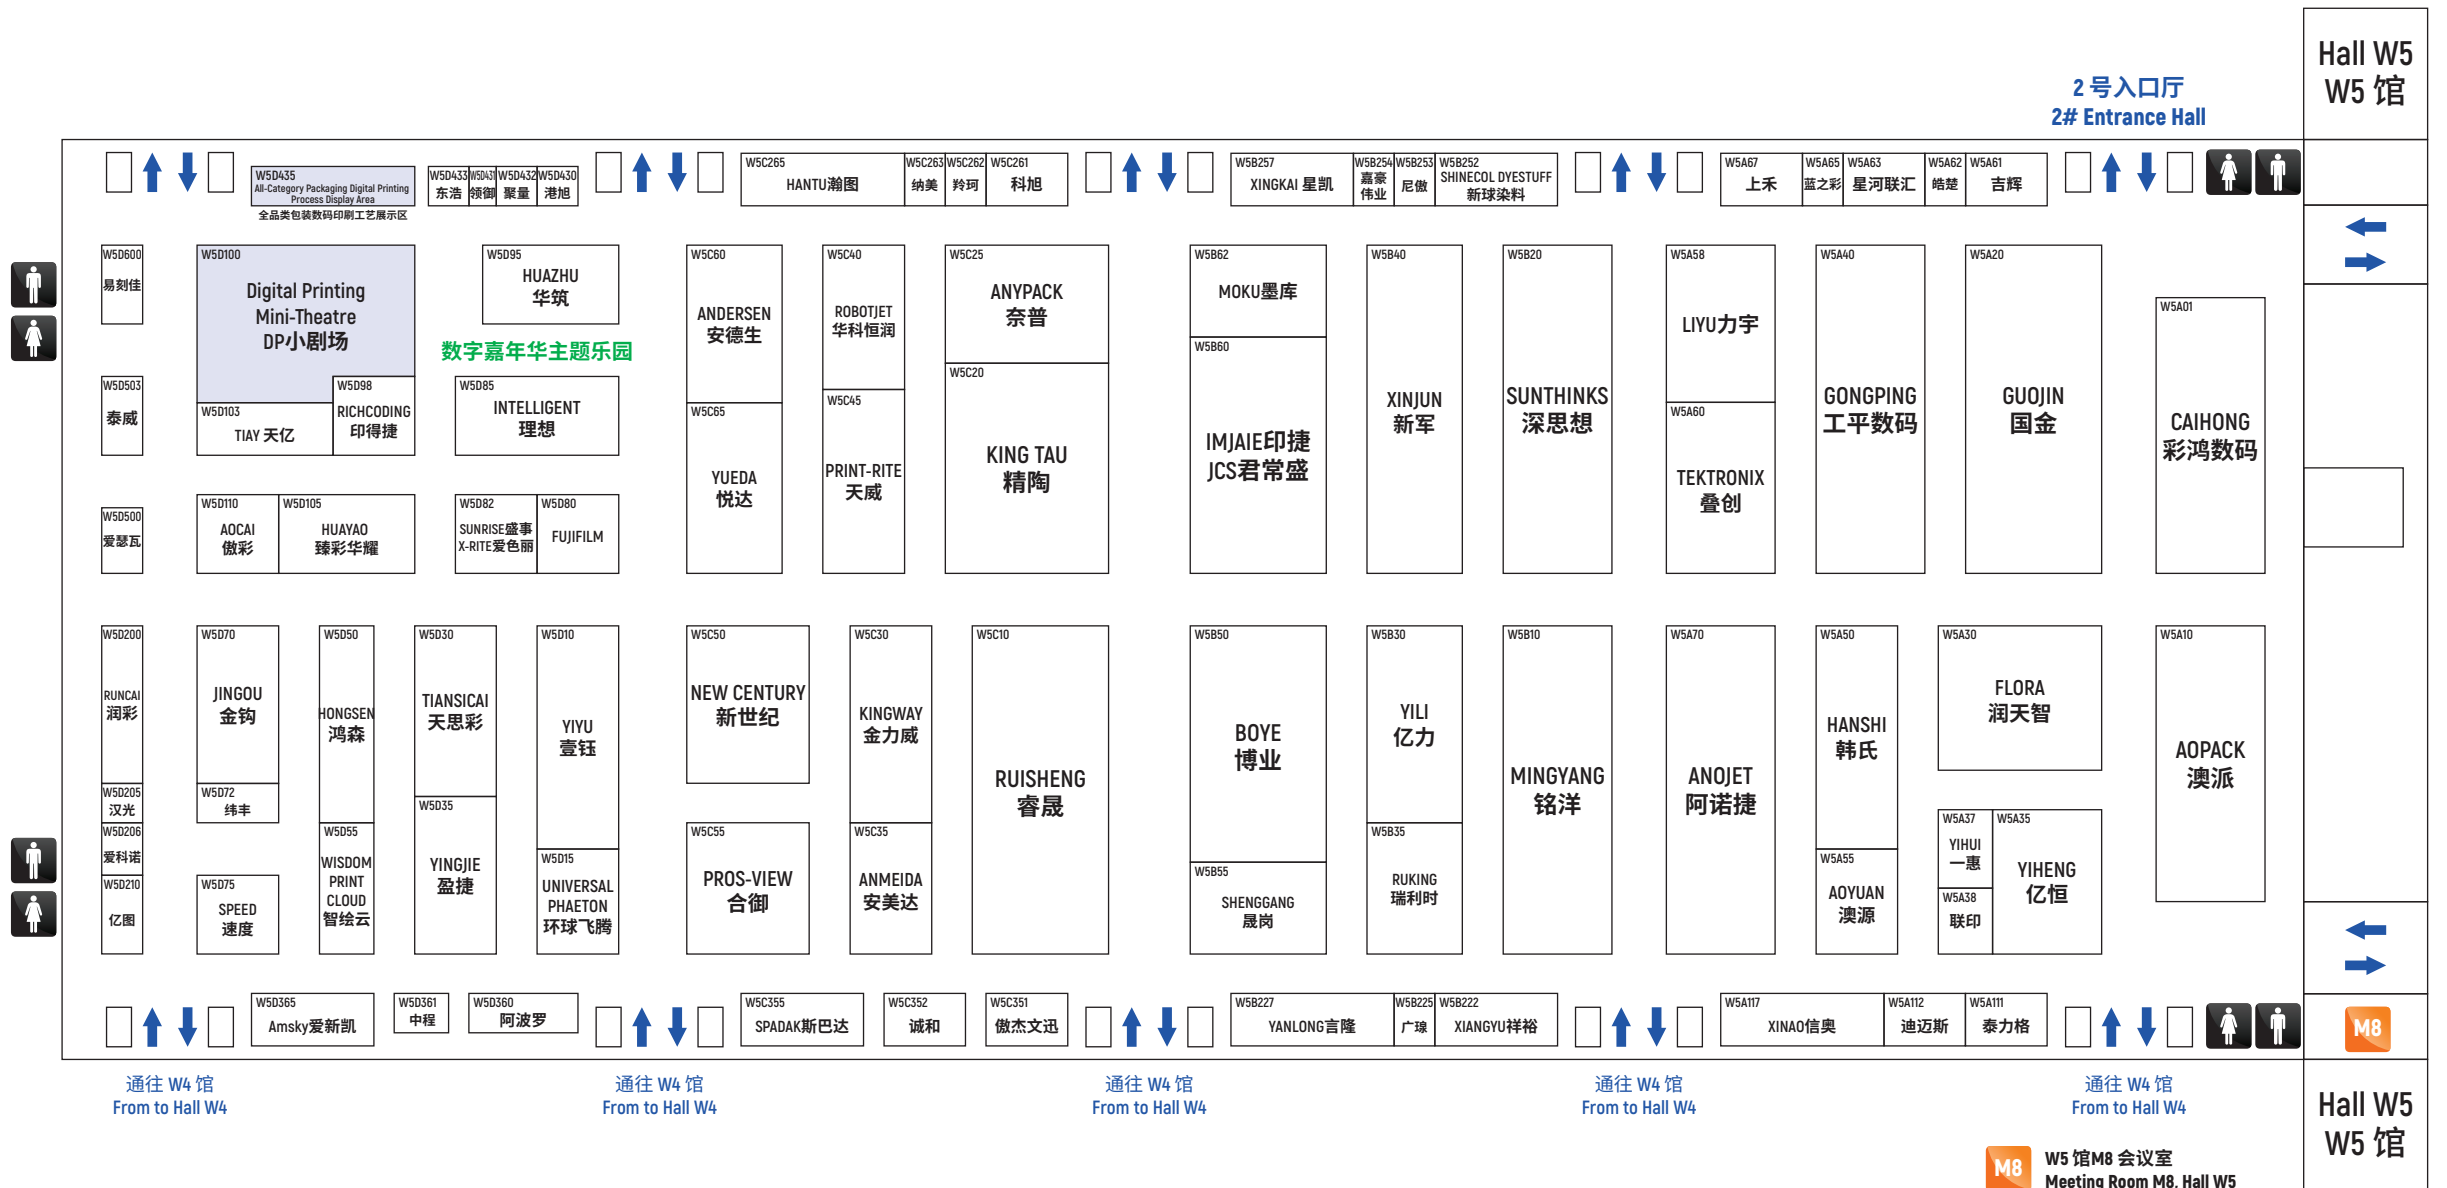 Hall W5
W5 馆
2 号入口厅
2# Entrance Hall
W5D435
All-Category Packaging Digital Printing
Process Display Area
全品类包装数码印刷工艺展示区
W5D433
东浩
W5D431
领御
W5D432
聚量
W5D430
港旭
W5C265
HANTU瀚图
W5C263
纳美
W5C262
羚珂
W5C261
科旭
W5B257
XINGKAI 星凯
W5B254
嘉豪
伟业
W5B253
尼傲
W5B252
SHINECOL DYESTUFF
新球染料
W5A67
上禾
W5A65
蓝之彩
W5A63
星河联汇
W5A62
皓楚
W5A61
吉辉
W5D600
易刻佳
W5D100
Digital Printing
Mini-Theatre
DP小剧场
W5D95
HUAZHU
华筑
数字嘉年华主题乐园
W5D503
泰威
W5D103
TIAY 天亿
W5D98
RICHCODING
印得捷
W5D85
INTELLIGENT
理想
W5D500
爱瑟瓦
W5D110
AOCAI
傲彩
W5D105
HUAYAO
臻彩华耀
W5D82
SUNRISE盛事
X-RITE爱色丽
W5D80
FUJIFILM
W5C60
ANDERSEN
安德生
W5C65
YUEDA
悦达
W5C40
ROBOTJET
华科恒润
W5C45
PRINT-RITE
天威
W5C25
ANYPACK
奈普
W5C20
KING TAU
精陶
W5B62
MOKU墨库
W5B60
IMJAIE印捷
JCS君常盛
W5B40
XINJUN
新军
W5B20
SUNTHINKS
深思想
W5A58
LIYU力宇
W5A60
TEKTRONIX
叠创
W5A40
GONGPING
工平数码
W5A20
GUOJIN
国金
W5A01
CAIHONG
彩鸿数码
W5D200
RUNCAI
润彩
W5D205
汉光
W5D206
爱科诺
W5D210
亿图
W5D70
JINGOU
金钩
W5D72
纬丰
W5D75
SPEED
速度
W5D50
HONGSEN
鸿森
W5D55
WISDOM
PRINT
CLOUD
智绘云
W5D30
TIANSICAI
天思彩
W5D35
YINGJIE
盈捷
W5D10
YIYU
壹钰
W5D15
UNIVERSAL
PHAETON
环球飞腾
W5C50
NEW CENTURY
新世纪
W5C55
PROS-VIEW
合御
W5C30
KINGWAY
金力威
W5C35
ANMEIDA
安美达
W5C10
RUISHENG
睿晟
W5B50
BOYE
博业
W5B55
SHENGGANG
晟岗
W5B30
YILI
亿力
W5B35
RUKING
瑞利时
W5B10
MINGYANG
铭洋
W5A70
ANOJET
阿诺捷
W5A50
HANSHI
韩氏
W5A55
AOYUAN
澳源
W5A30
FLORA
润天智
W5A37
YIHUI
一惠
W5A38
联印
W5A35
YIHENG
亿恒
W5A10
AOPACK
澳派
W5D365
Amsky爱新凯
W5D361
中程
W5D360
阿波罗
W5C355
SPADAK斯巴达
W5C352
诚和
W5C351
傲杰文迅
W5B227
YANLONG言隆
W5B225
广瑔
W5B222
XIANGYU祥裕
W5A117
XINAO信奥
W5A112
迪迈斯
W5A111
泰力格
M8
通往 W4 馆
From to Hall W4
通往 W4 馆
From to Hall W4
通往 W4 馆
From to Hall W4
通往 W4 馆
From to Hall W4
通往 W4 馆
From to Hall W4
Hall W5
W5 馆
M8
W5 馆M8 会议室
Meeting Room M8, Hall W5